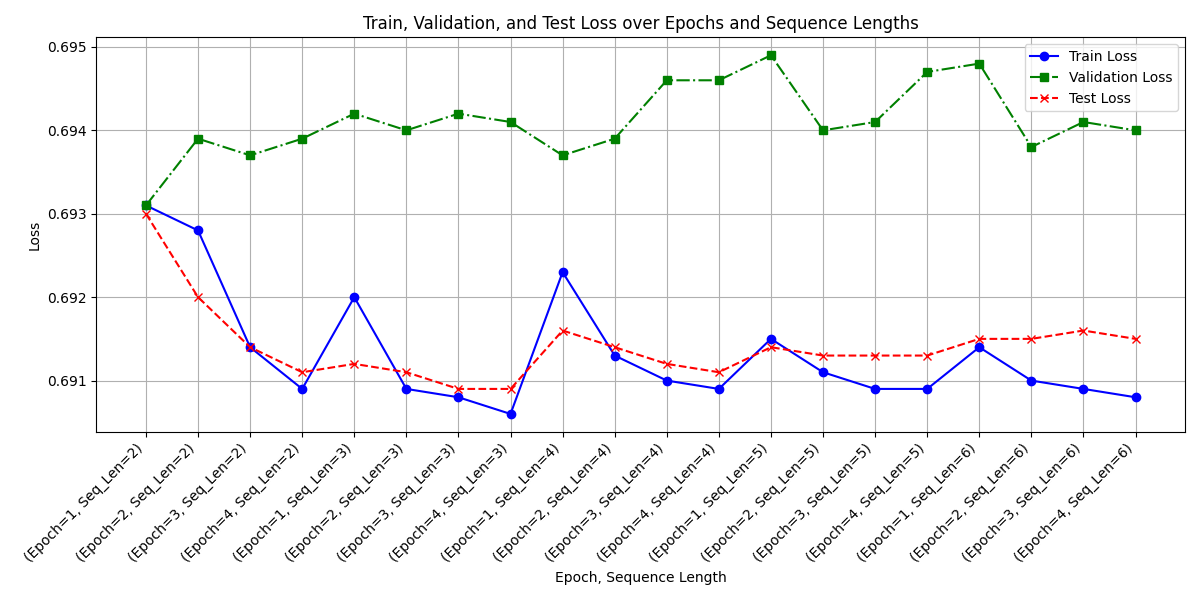 Train, Validation, and Test Loss over Epochs and Sequence Lengths
Train Loss
Validation Loss
Test Loss
Loss
0.695
0.694
0.693
0.692
0.691
(Epoch=1, Seq_Len=2)
(Epoch=2, Seq_Len=2)
(Epoch=3, Seq_Len=2)
(Epoch=4, Seq_Len=2)
(Epoch=1, Seq_Len=3)
(Epoch=2, Seq_Len=3)
(Epoch=3, Seq_Len=3)
(Epoch=4, Seq_Len=3)
(Epoch=1, Seq_Len=4)
(Epoch=2, Seq_Len=4)
(Epoch=3, Seq_Len=4)
(Epoch=4, Seq_Len=4)
(Epoch=1, Seq_Len=5)
(Epoch=2, Seq_Len=5)
(Epoch=3, Seq_Len=5)
(Epoch=4, Seq_Len=5)
(Epoch=1, Seq_Len=6)
(Epoch=2, Seq_Len=6)
(Epoch=3, Seq_Len=6)
(Epoch=4, Seq_Len=6)
Epoch, Sequence Length